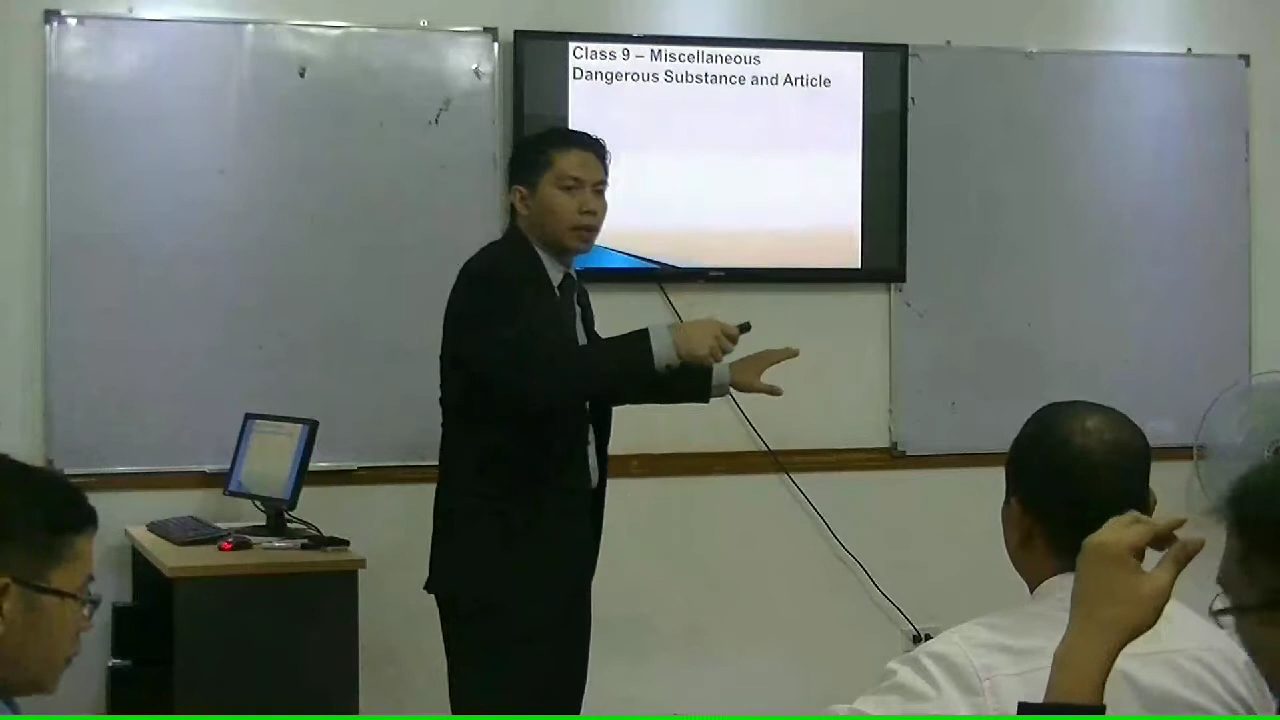 Class 9 – Miscellaneous
Dangerous Substance and Article